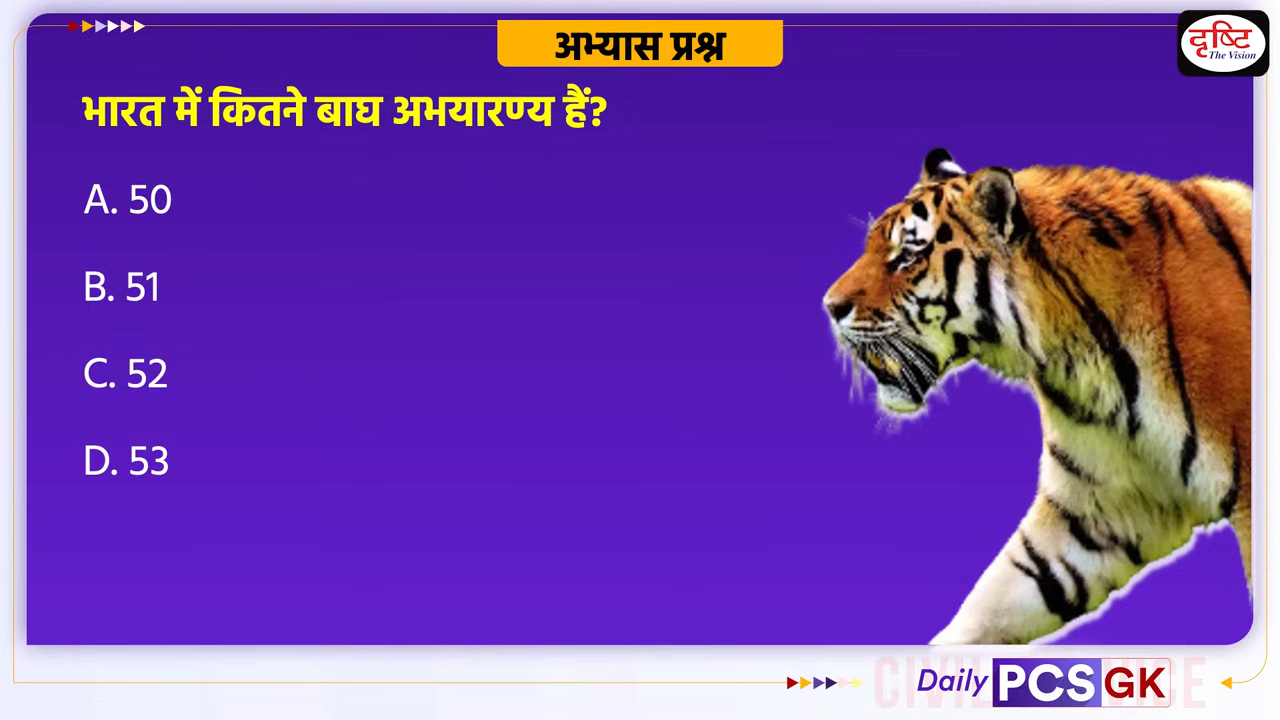 अभ्यास प्रश्न
दृष्टि
The Vision
भारत में कितने बाघ अभयारण्य हैं?
A. 50
B. 51
C. 52
D. 53
Daily PCS GK